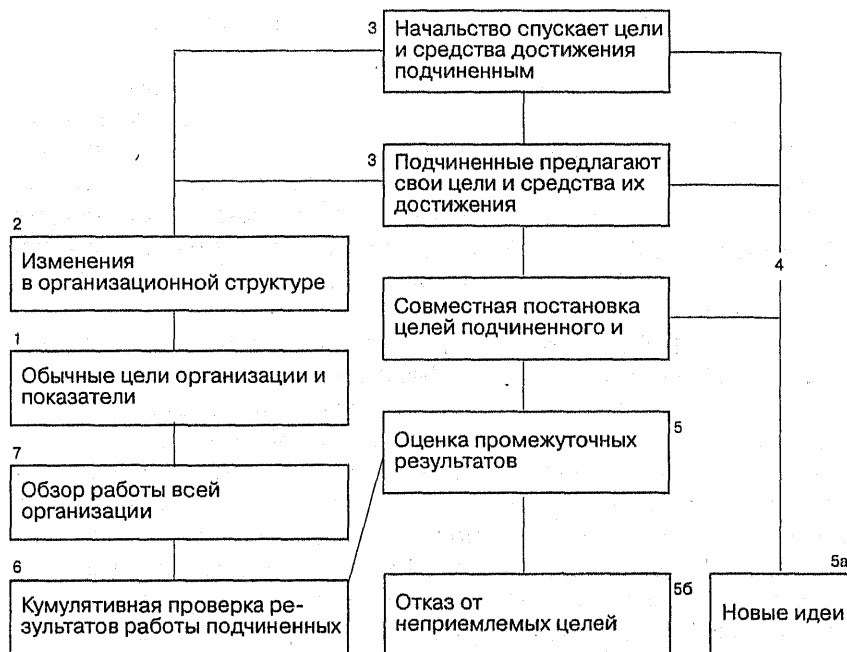 3
Начальство спускает цели
и средства достижения
подчиненным
3
Подчиненные предлагают
свои цели и средства их
достижения
2
Изменения
в организационной структуре
4
Совместная постановка
целей подчиненного и
1
Обычные цели организации и
показатели
Оценка промежуточных
результатов
5
7
Обзор работы всей
организации
6
Кумулятивная проверка ре-
зультатов работы подчиненных
Отказ от
неприемлемых целей
5б
5а
Новые идеи